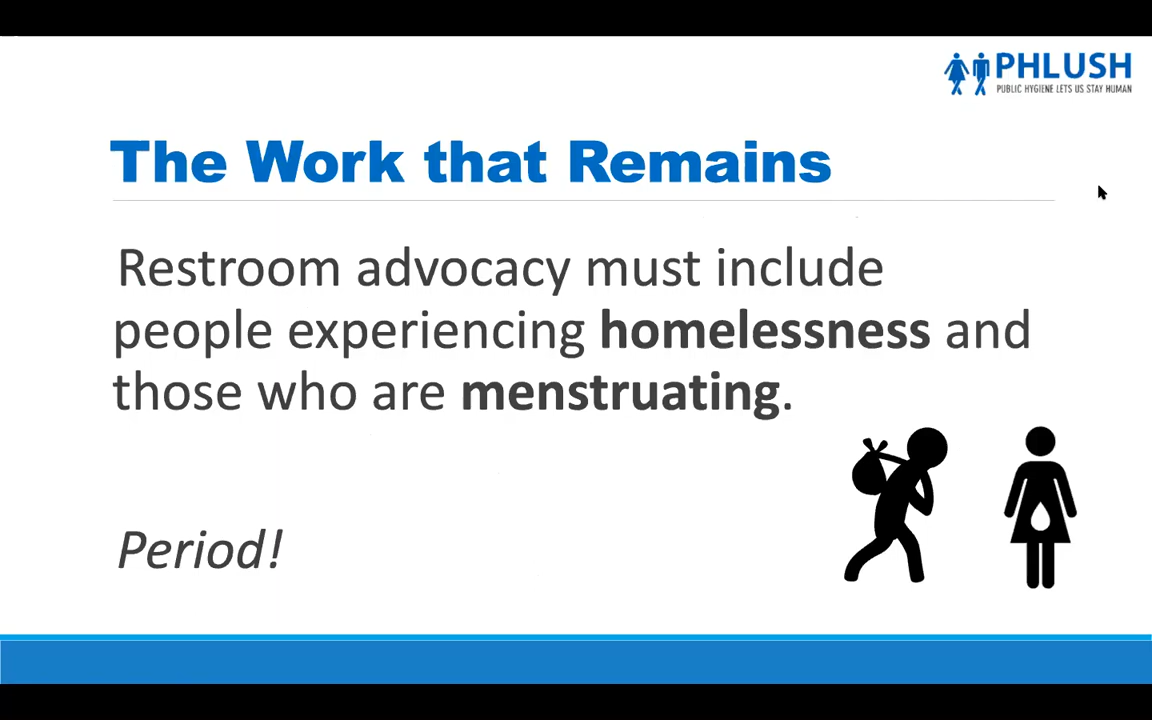 PHLUSH
PUBLIC HYGIENE LETS US STAY HUMAN
The Work that Remains
Restroom advocacy must include
people experiencing homelessness and
those who are menstruating.
Period!